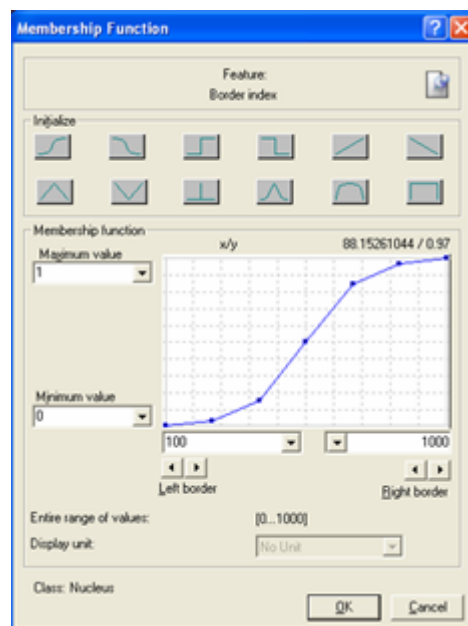 Membership Function
Feature:
Border index
Initialize
Membership function
Maximum value
x/y
88.15261044 / 0.97
1
Minimum value
0
100
1000
Left border
Right border
Entire range of values:
[0...1000]
Display unit:
No Unit
Class: Nucleus
OK
Cancel